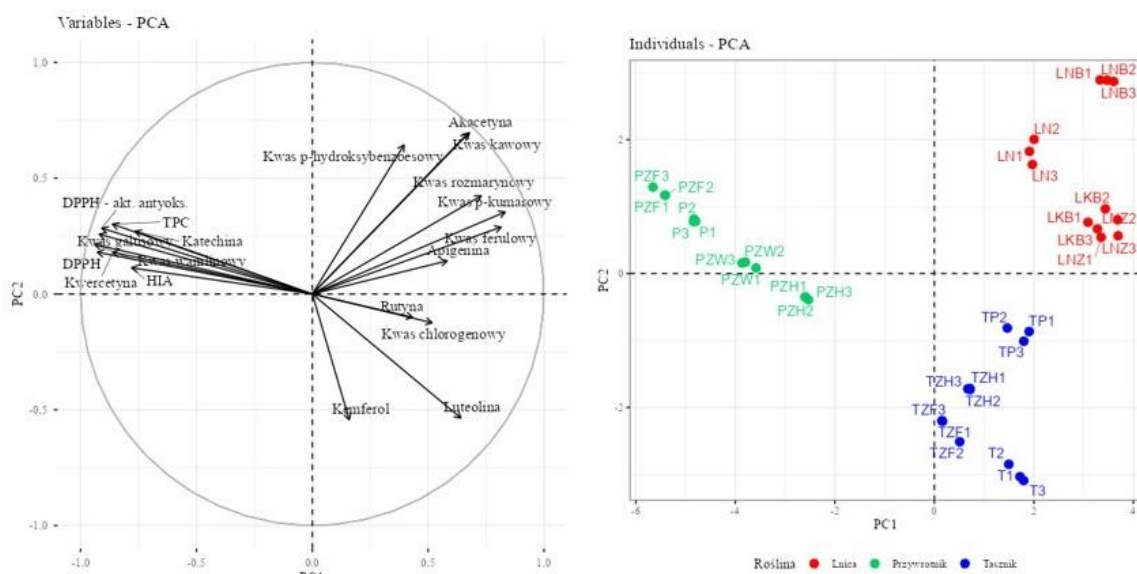 Variables - PCA
1.0
0.5
0.0
-0.5
-1.0
PC2
-1.0
-0.5
0.0
0.5
1.0
Akacetyna
Kwas kawowy
Kwas p-hydroksybenzoesowy
Kwas rozmarynowy
Kwas p-kumarowy
Kwas ferulowy
Apigenina
DPPH - akt. antyoks.
TPC
Kwas galusowy
Katechina
Kwas wanilinowy
DPPH
Kwercetyna
HIA
Rutyna
Kwas chlorogenowy
Kemferol
Luteolina
Individuals - PCA
2
0
-2
PC2
-6
-4
-2
0
2
4
PC1
LNB1
LNB2
LNB3
LN2
LN1
LN3
LKB2
LKB1
LNZ2
LKB3
LNZ3
LNZ1
PZF3
PZF2
PZF1
P2
P3
P1
PZW3
PZW2
PZW1
PZH1
PZH3
PZH2
TP2
TP1
TP3
TZH3
TZH1
TZH2
TZF3
TZF1
TZF2
T2
T1
T3
Roślina Lnica Przywrotnik Tasznik